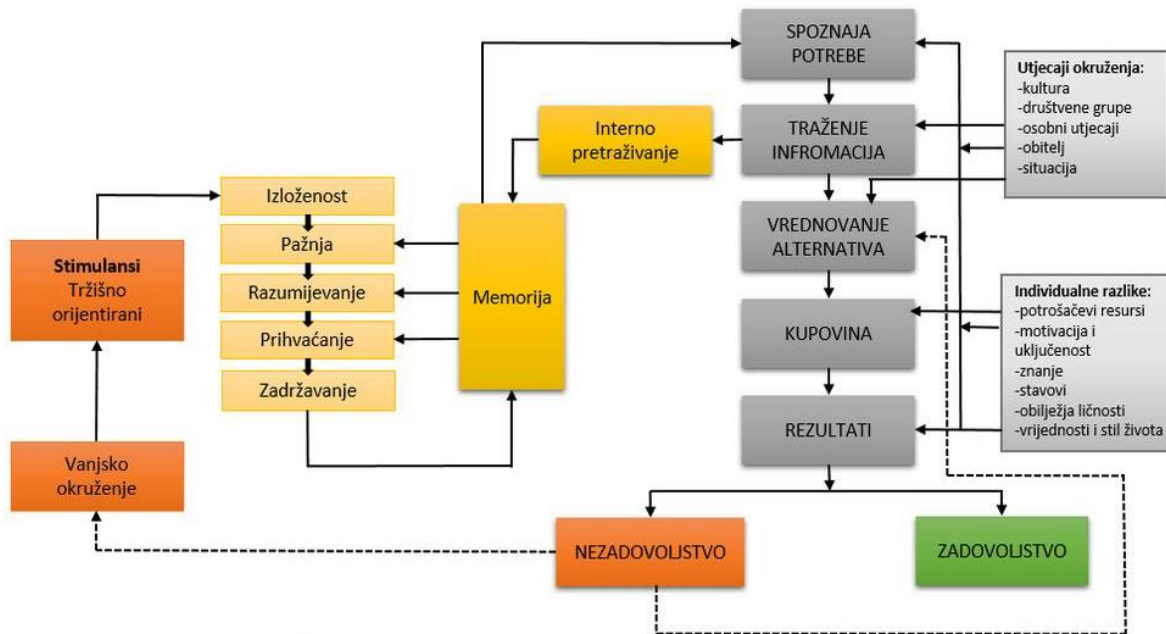 SPOZNAJA
POTREBE
Utjecaji okruženja:
-kultura
-društvene grupe
-osobni utjecaji
-obitelj
-situacija
Interno
pretraživanje
TRAŽENJE
INFROMACIJA
Izloženost
Pažnja
Razumijevanje
Prihvaćanje
Zadržavanje
Memorija
VREDNOVANJE
ALTERNATIVA
Stimulansi
Tržišno
orijentirani
Individualne razlike:
-potrošačevi resursi
-motivacija i
uključenost
-znanje
-stavovi
-obilježja ličnosti
-vrijednosti i stil života
KUPOVINA
REZULTATI
Vanjsko
okruženje
NEZADOVOLJSTVO
ZADOVOLJSTVO